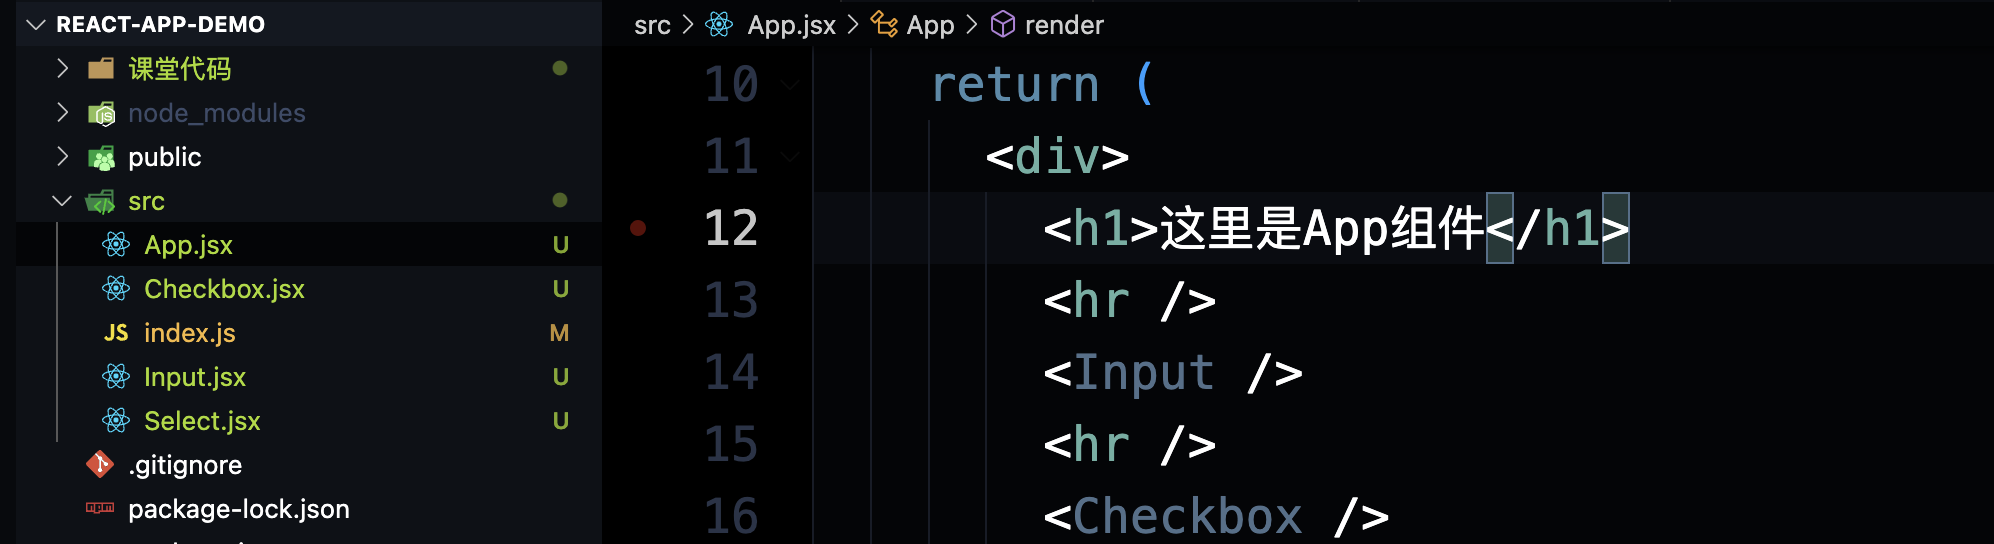 REACT-APP-DEMO
课堂代码
node_modules
public
src
App.jsx U
Checkbox.jsx U
JS index.js M
Input.jsx U
Select.jsx U
.gitignore
package-lock.json
src > App.jsx > App > render
10 return (
11 <div>
12 <h1>这里是App组件</h1>
13 <hr />
14 <Input />
15 <hr />
16 <Checkbox />